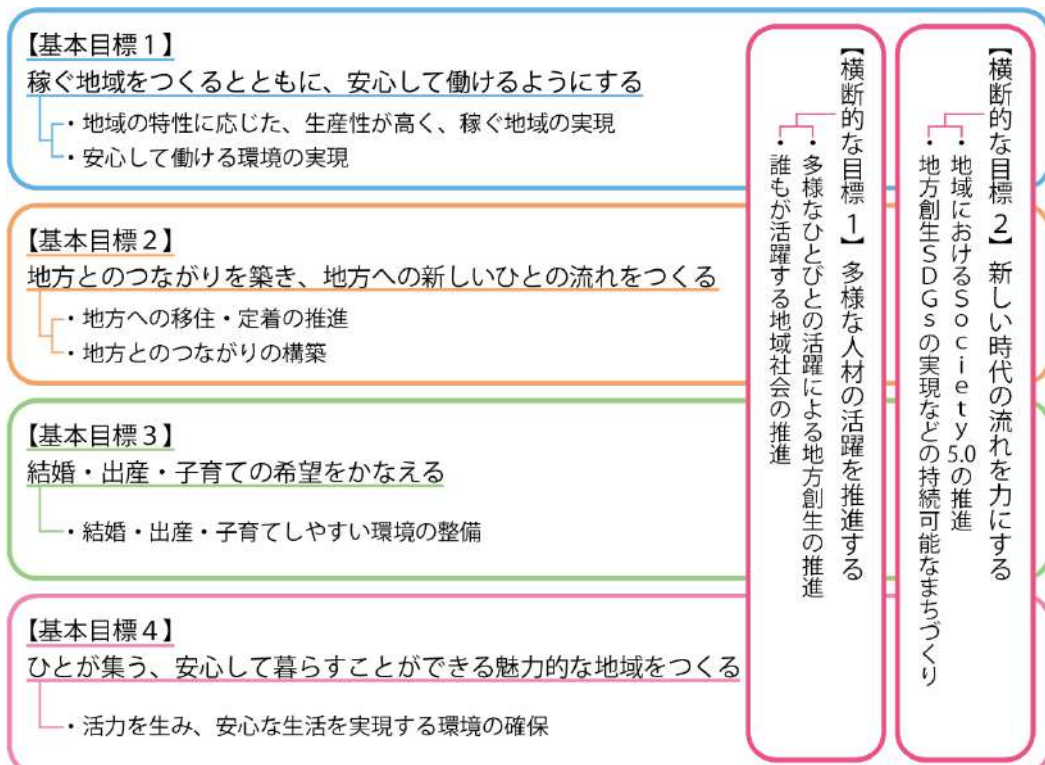 【基本目標1】
稼ぐ地域をつくるとともに、安心して働けるようにする
・地域の特性に応じた、生産性が高く、稼ぐ地域の実現
・安心して働ける環境の実現
【基本目標2】
地方とのつながりを築き、地方への新しいひとの流れをつくる
・地方への移住・定着の推進
・地方とのつながりの構築
【基本目標3】
結婚・出産・子育ての希望をかなえる
・結婚・出産・子育てしやすい環境の整備
【基本目標4】
ひとが集う、安心して暮らすことができる魅力的な地域をつくる
・活力を生み、安心な生活を実現する環境の確保
【横断的な目標1】多様な人材の活躍を推進する
・多様なひとびとの活躍による地方創生の推進
・誰もが活躍する地域社会の推進
【横断的な目標2】新しい時代の流れを力にする
・地域におけるSociety5.0の推進
・地方創生SDGsの実現などの持続可能なまちづくり